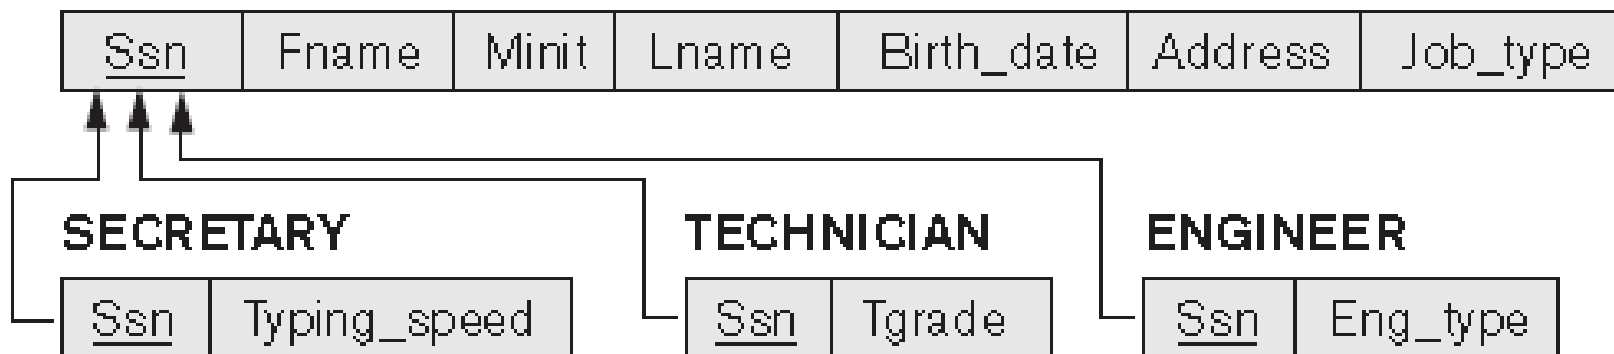 Ssn Fname Minit Lname Birth_date Address Job_type
SECRETARY TECHNICIAN ENGINEER
Ssn Typing_speed Ssn Tgrade Ssn Eng_type